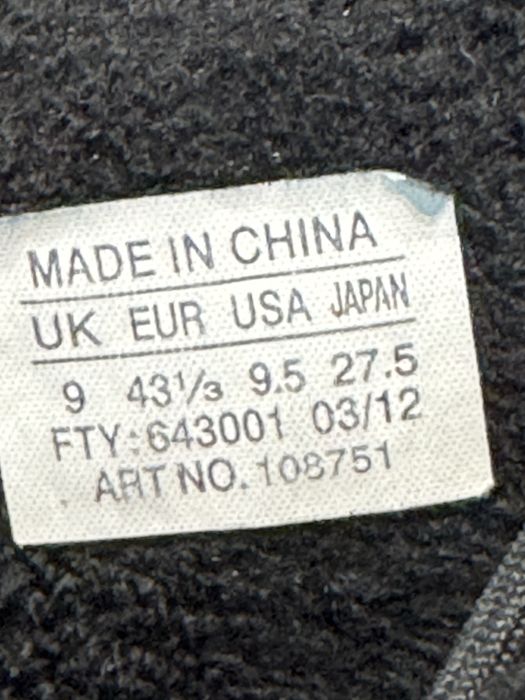 MADE IN CHINA
UK EUR USA JAPAN
9 43⅓ 9.5 27.5
FTY:643001 03/12
ART NO. 108751